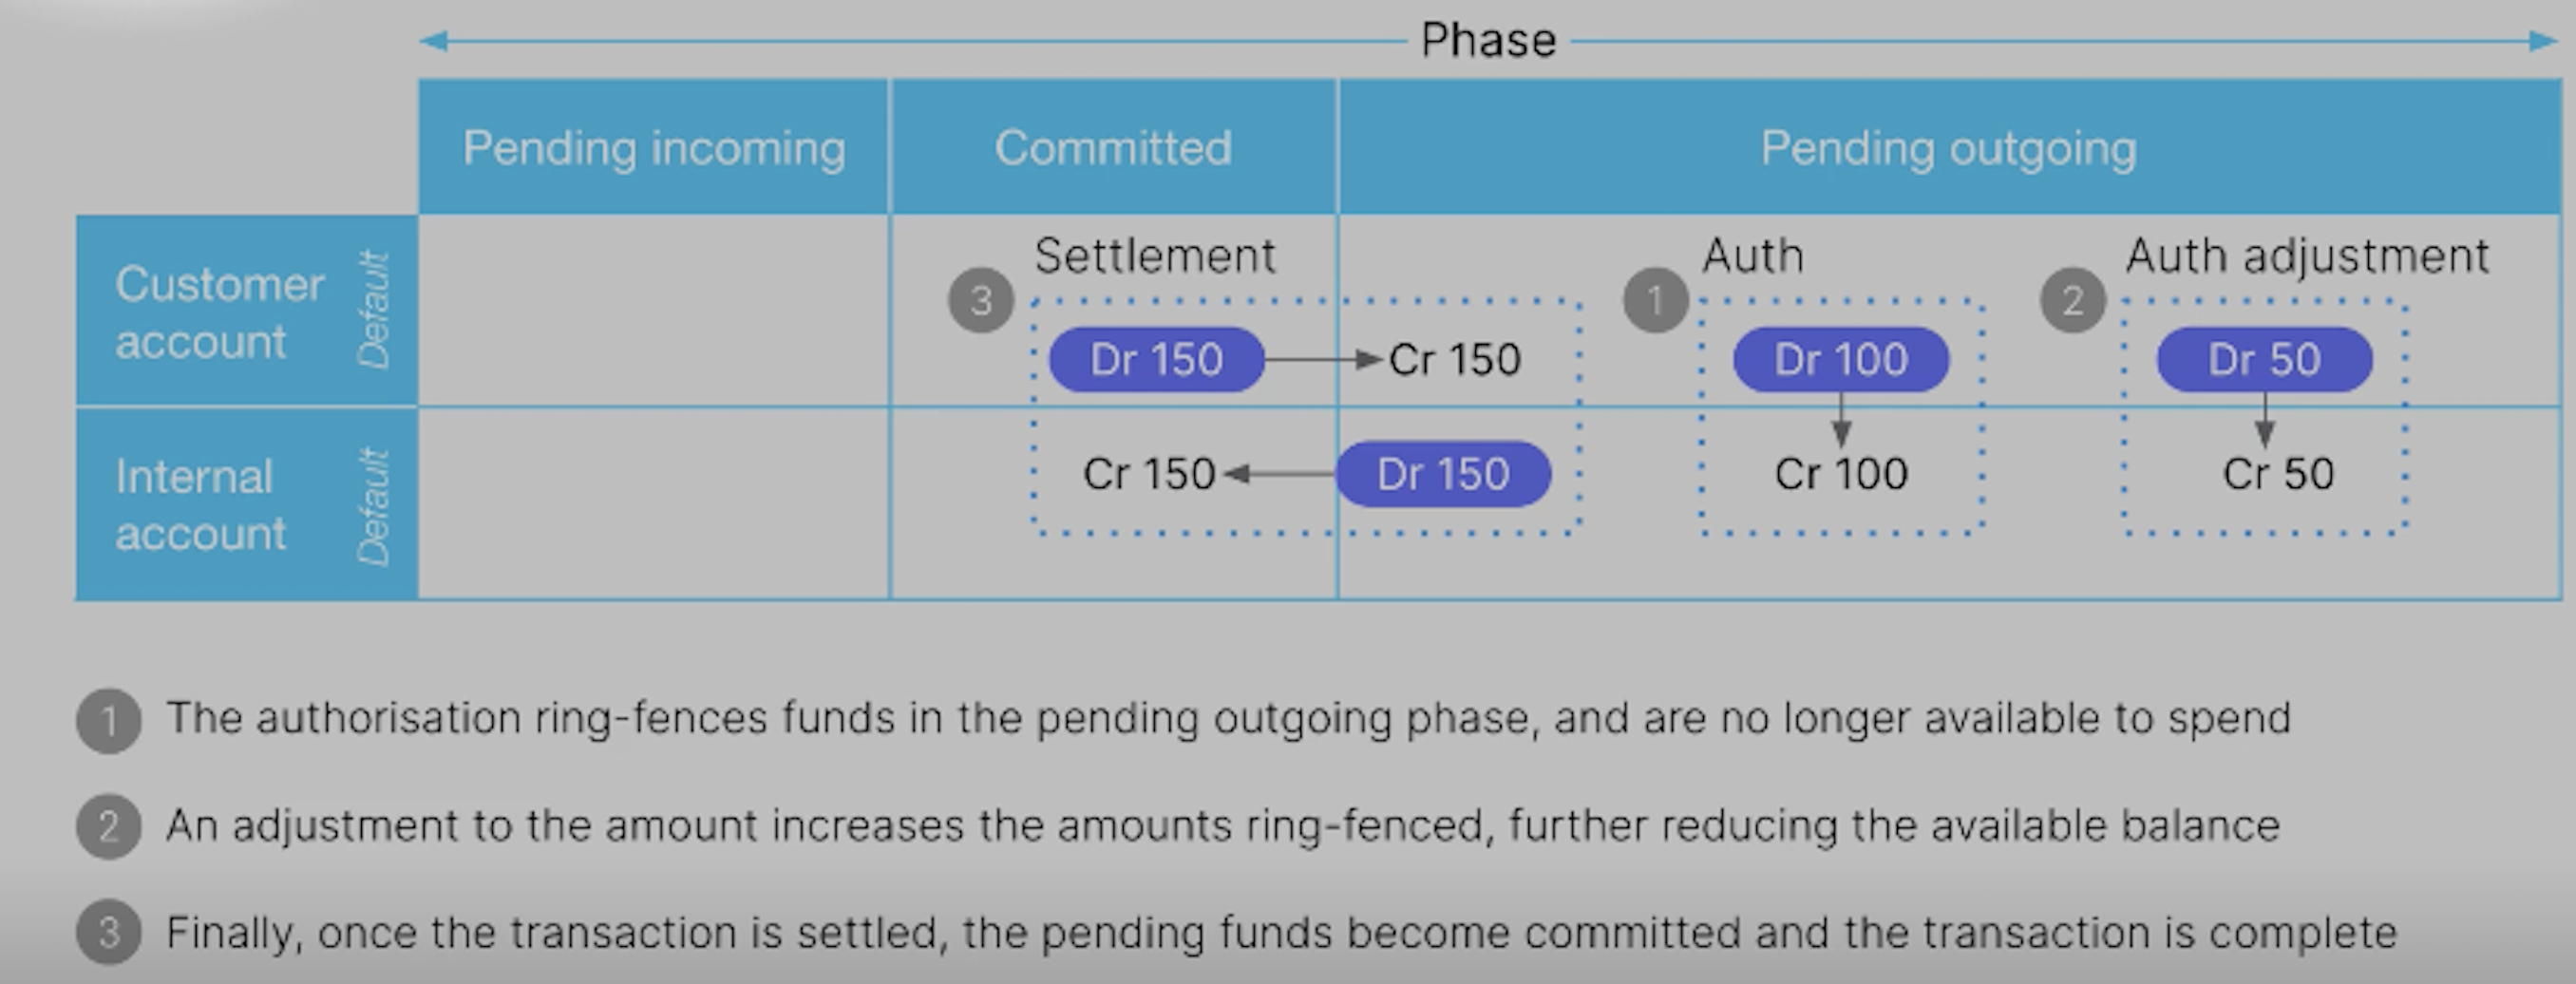 Phase
Pending incoming
Committed
Pending outgoing
Customer
account
Default
Settlement
3
Dr 150
Cr 150
Auth
1
Dr 100
Auth adjustment
2
Dr 50
Internal
account
Default
Cr 150
Dr 150
Cr 100
Cr 50
1 The authorisation ring-fences funds in the pending outgoing phase, and are no longer available to spend
2 An adjustment to the amount increases the amounts ring-fenced, further reducing the available balance
3 Finally, once the transaction is settled, the pending funds become committed and the transaction is complete